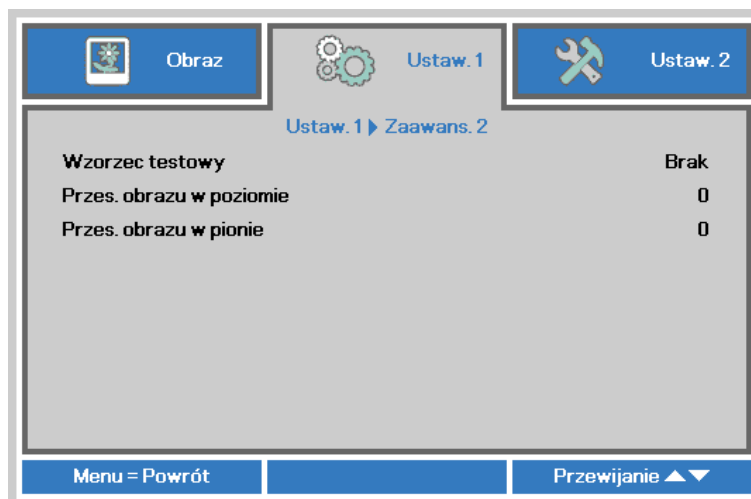 Obraz
Ustaw. 1
Ustaw. 2
Ustaw. 1 Zaawans. 2
Wzorzec testowy Brak
Przes. obrazu w poziomie 0
Przes. obrazu w pionie 0
Menu = Powrót
Przewijanie